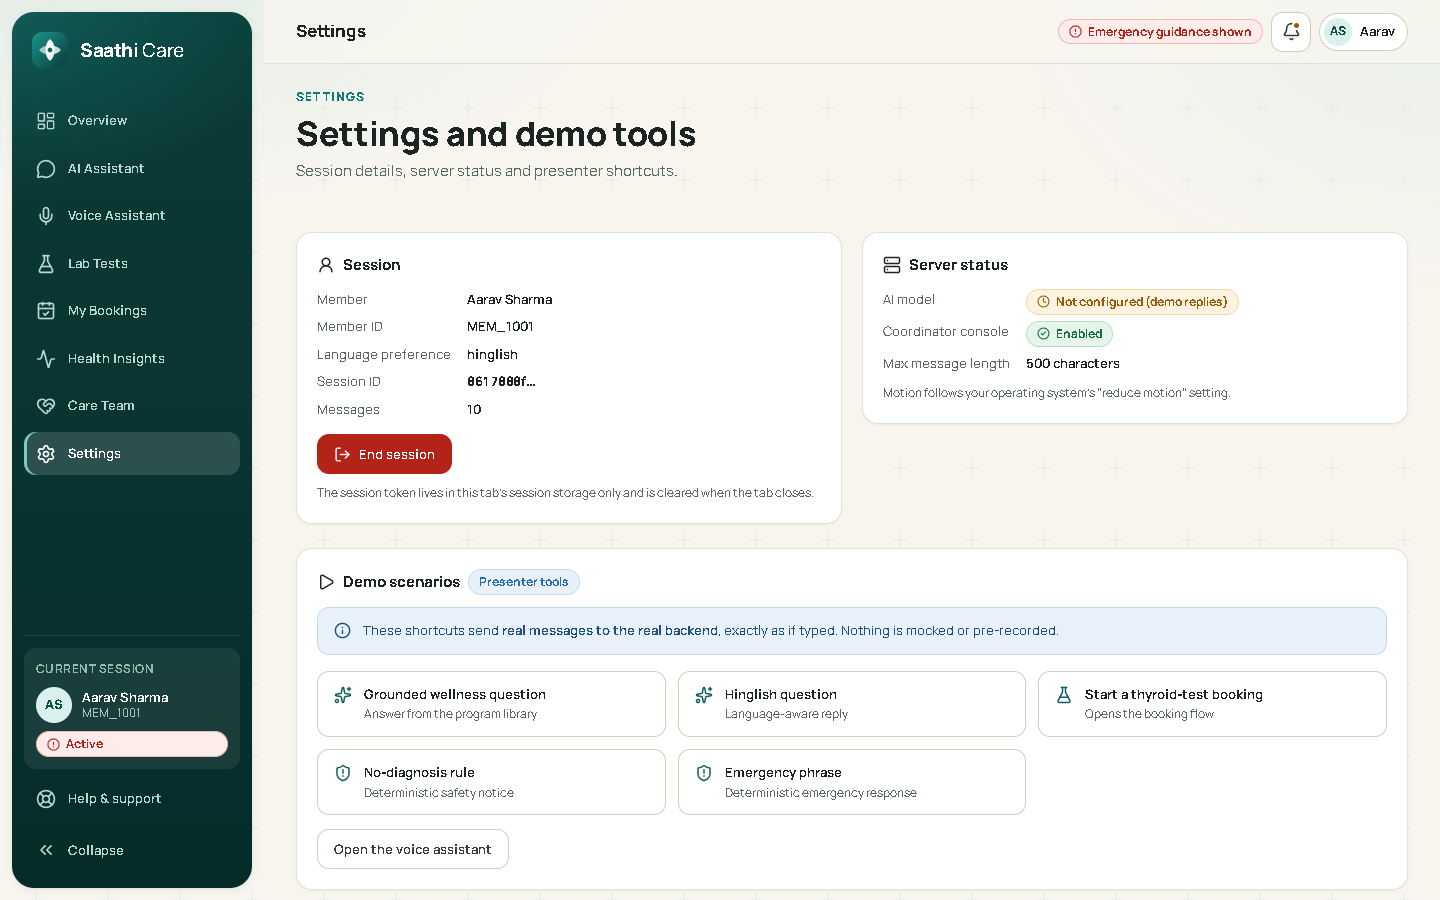 Saathi Care
Overview
AI Assistant
Voice Assistant
Lab Tests
My Bookings
Health Insights
Care Team
Settings
CURRENT SESSION
AS
Aarav Sharma
MEM_1001
Active
Help & support
Collapse
Settings
Emergency guidance shown
AS Aarav
SETTINGS
Settings and demo tools
Session details, server status and presenter shortcuts.
Session
Member Aarav Sharma
Member ID MEM_1001
Language preference hinglish
Session ID 8617888f…
Messages 10
End session
The session token lives in this tab's session storage only and is cleared when the tab closes.
Server status
AI model Not configured (demo replies)
Coordinator console Enabled
Max message length 500 characters
Motion follows your operating system's "reduce motion" setting.
Demo scenarios Presenter tools
These shortcuts send real messages to the real backend, exactly as if typed. Nothing is mocked or pre-recorded.
Grounded wellness question
Answer from the program library
Hinglish question
Language-aware reply
Start a thyroid-test booking
Opens the booking flow
No-diagnosis rule
Deterministic safety notice
Emergency phrase
Deterministic emergency response
Open the voice assistant